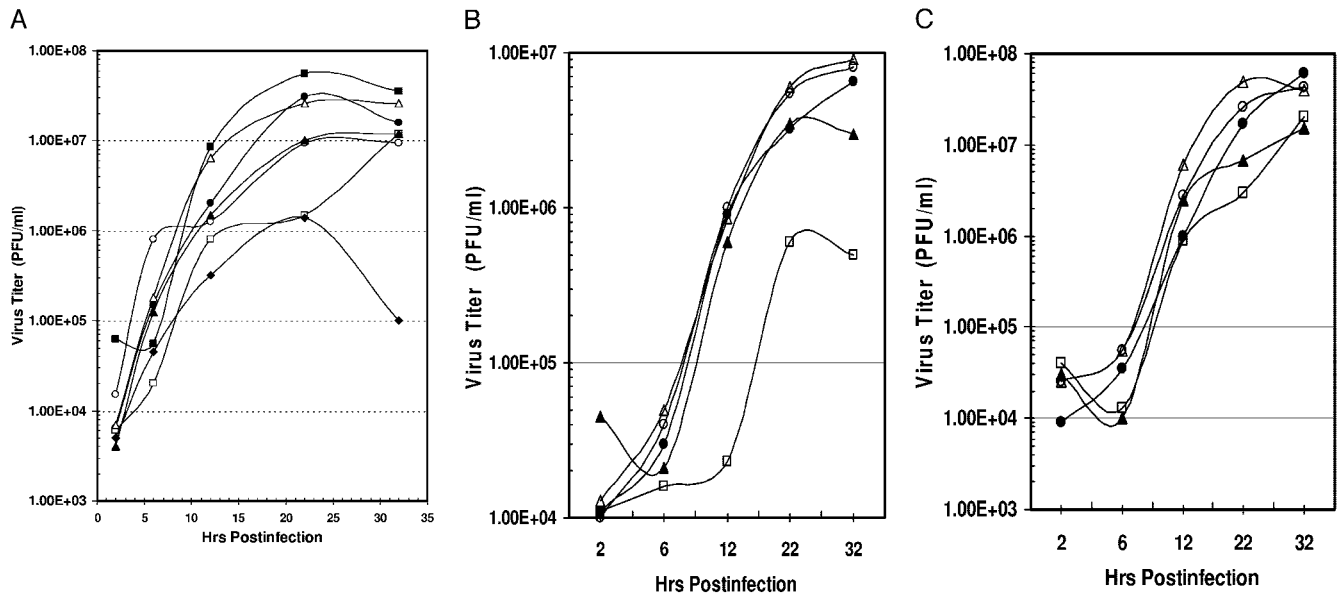 A
1.00E+08
1.00E+07
1.00E+06
1.00E+05
1.00E+04
1.00E+03
Virus Titer (PFU/ml)
0 5 10 15 20 25 30 35
Hrs Postinfection
B
1.00E+07
1.00E+06
1.00E+05
1.00E+04
Virus Titer (PFU/ml)
2 6 12 22 32
Hrs Postinfection
C
1.00E+08
1.00E+07
1.00E+06
1.00E+05
1.00E+04
1.00E+03
Virus Titer (PFU/ml)
2 6 12 22 32
Hrs Postinfection